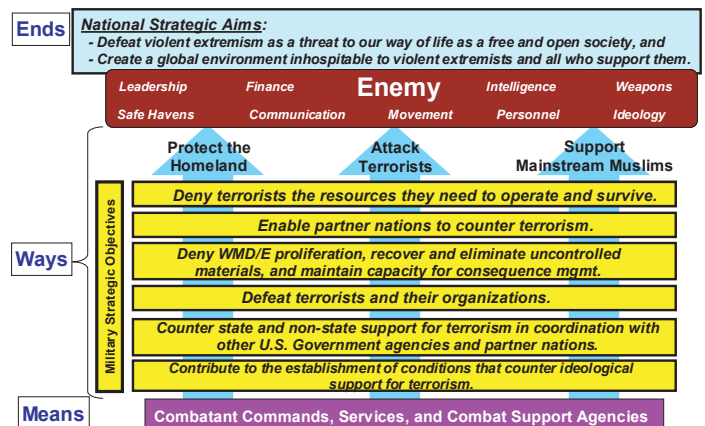 Ends
National Strategic Aims:
- Defeat violent extremism as a threat to our way of life as a free and open society, and
- Create a global environment inhospitable to violent extremists and all who support them.
Leadership Finance Enemy Intelligence Weapons
Safe Havens Communication Movement Personnel Ideology
Protect the
Homeland
Attack
Terrorists
Support
Mainstream Muslims
Ways
Military Strategic Objectives
Deny terrorists the resources they need to operate and survive.
Enable partner nations to counter terrorism.
Deny WMD/E proliferation, recover and eliminate uncontrolled
materials, and maintain capacity for consequence mgmt.
Defeat terrorists and their organizations.
Counter state and non-state support for terrorism in coordination with
other U.S. Government agencies and partner nations.
Contribute to the establishment of conditions that counter ideological
support for terrorism.
Means
Combatant Commands, Services, and Combat Support Agencies